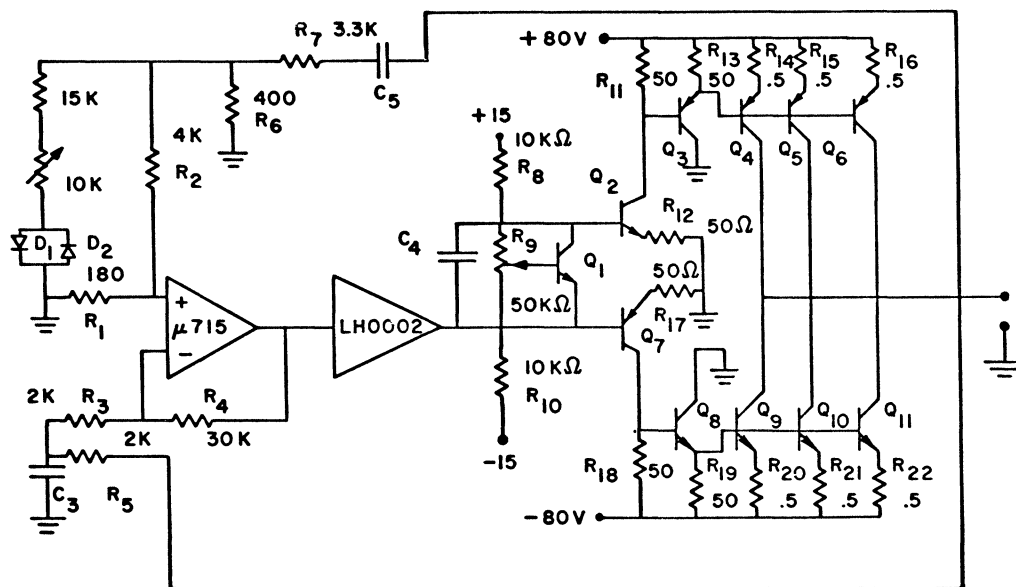 R7 3.3K
C5
15K
10K
D1
D2
180
R1
4K
R2
400
R6
+
μ715
-
LH0002
2K
R3
2K
R4
30K
C3
R5
+15
10KΩ
R8
C4
R9
Q1
50KΩ
10KΩ
R10
-15
Q2
R12
50Ω
50Ω
R17
Q7
+80V
R11
50
R13
50
R14
.5
R15
.5
R16
.5
Q3
Q4
Q5
Q6
Q8
Q9
Q10
Q11
R18
50
R19
50
R20
.5
R21
.5
R22
.5
-80V